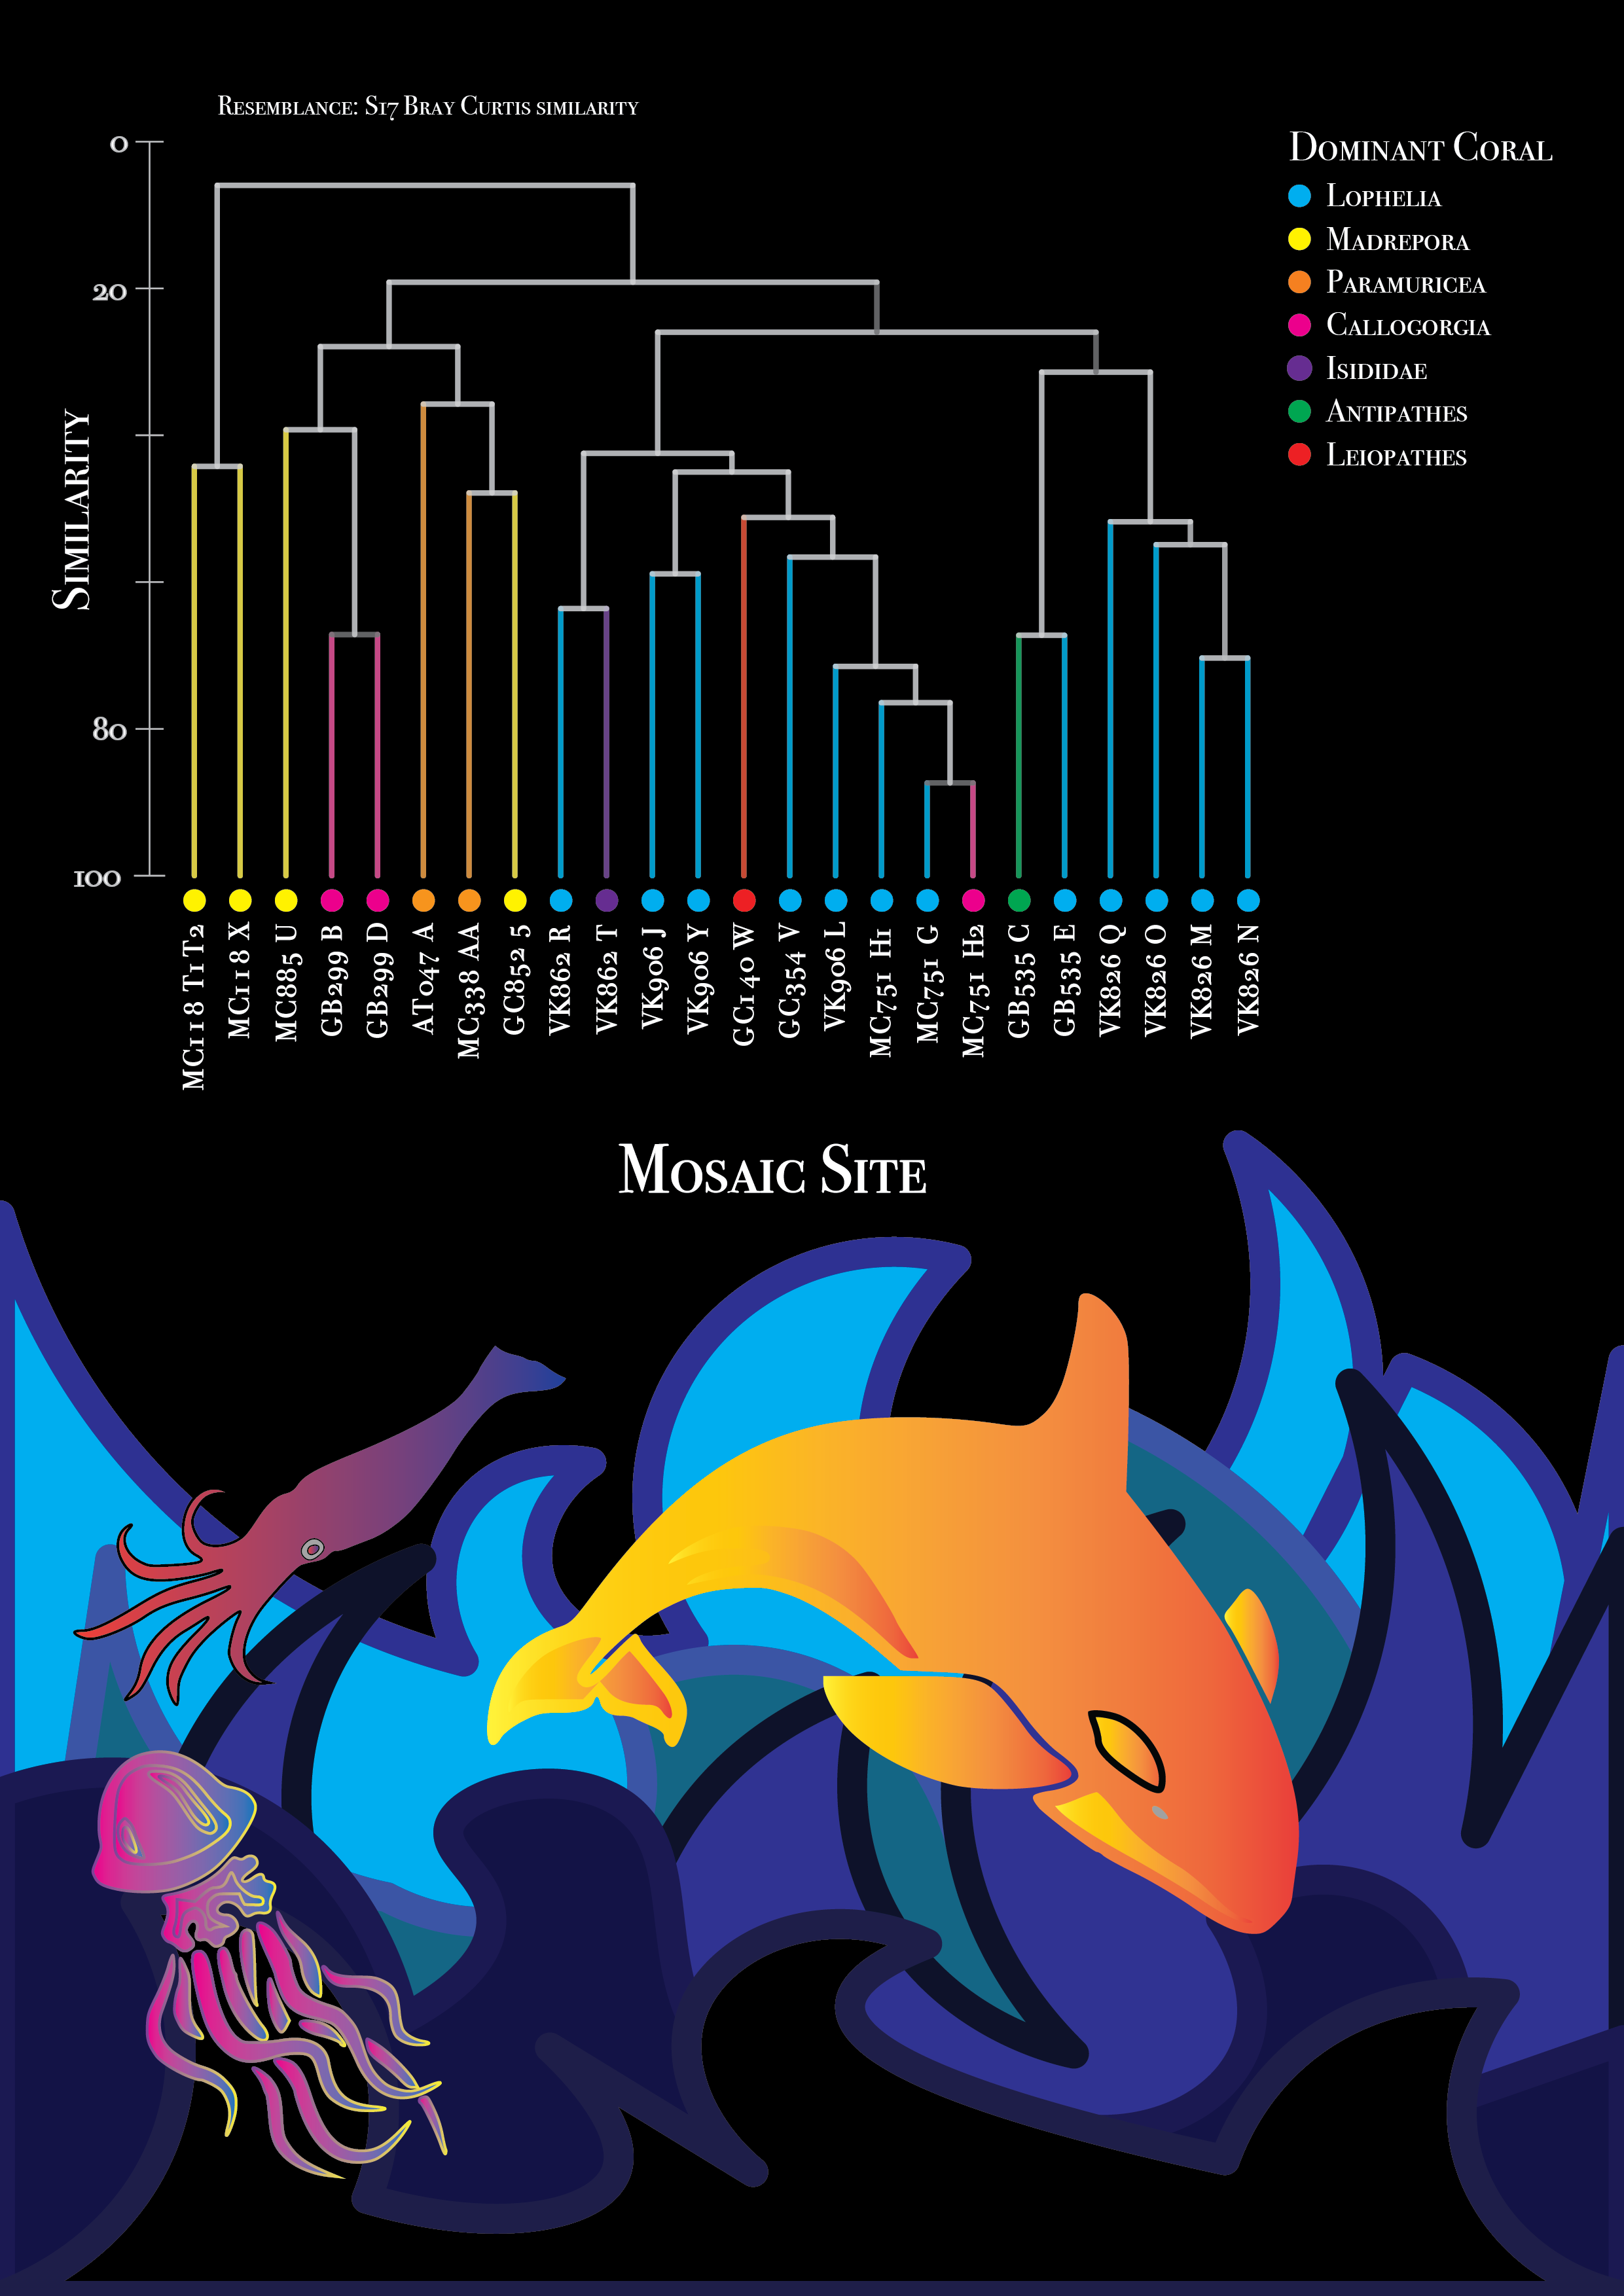 Resemblance: S17 Bray Curtis similarity
Dominant Coral
Lophelia
Madrepora
Paramuricea
Callogorgia
Isididae
Antipathes
Leiopathes
Similarity
0
20
80
100
MC118 T1T2
MC118 X
MC885 U
GB299 B
GB299 D
AT047 A
MC338 AA
GC852 5
VK862 R
VK862 T
VK906 J
VK906 Y
GC140 W
GC354 V
VK906 L
MC751 H1
MC751 G
MC751 H2
GB535 C
GB535 E
VK826 Q
VK826 O
VK826 M
VK826 N
Mosaic Site